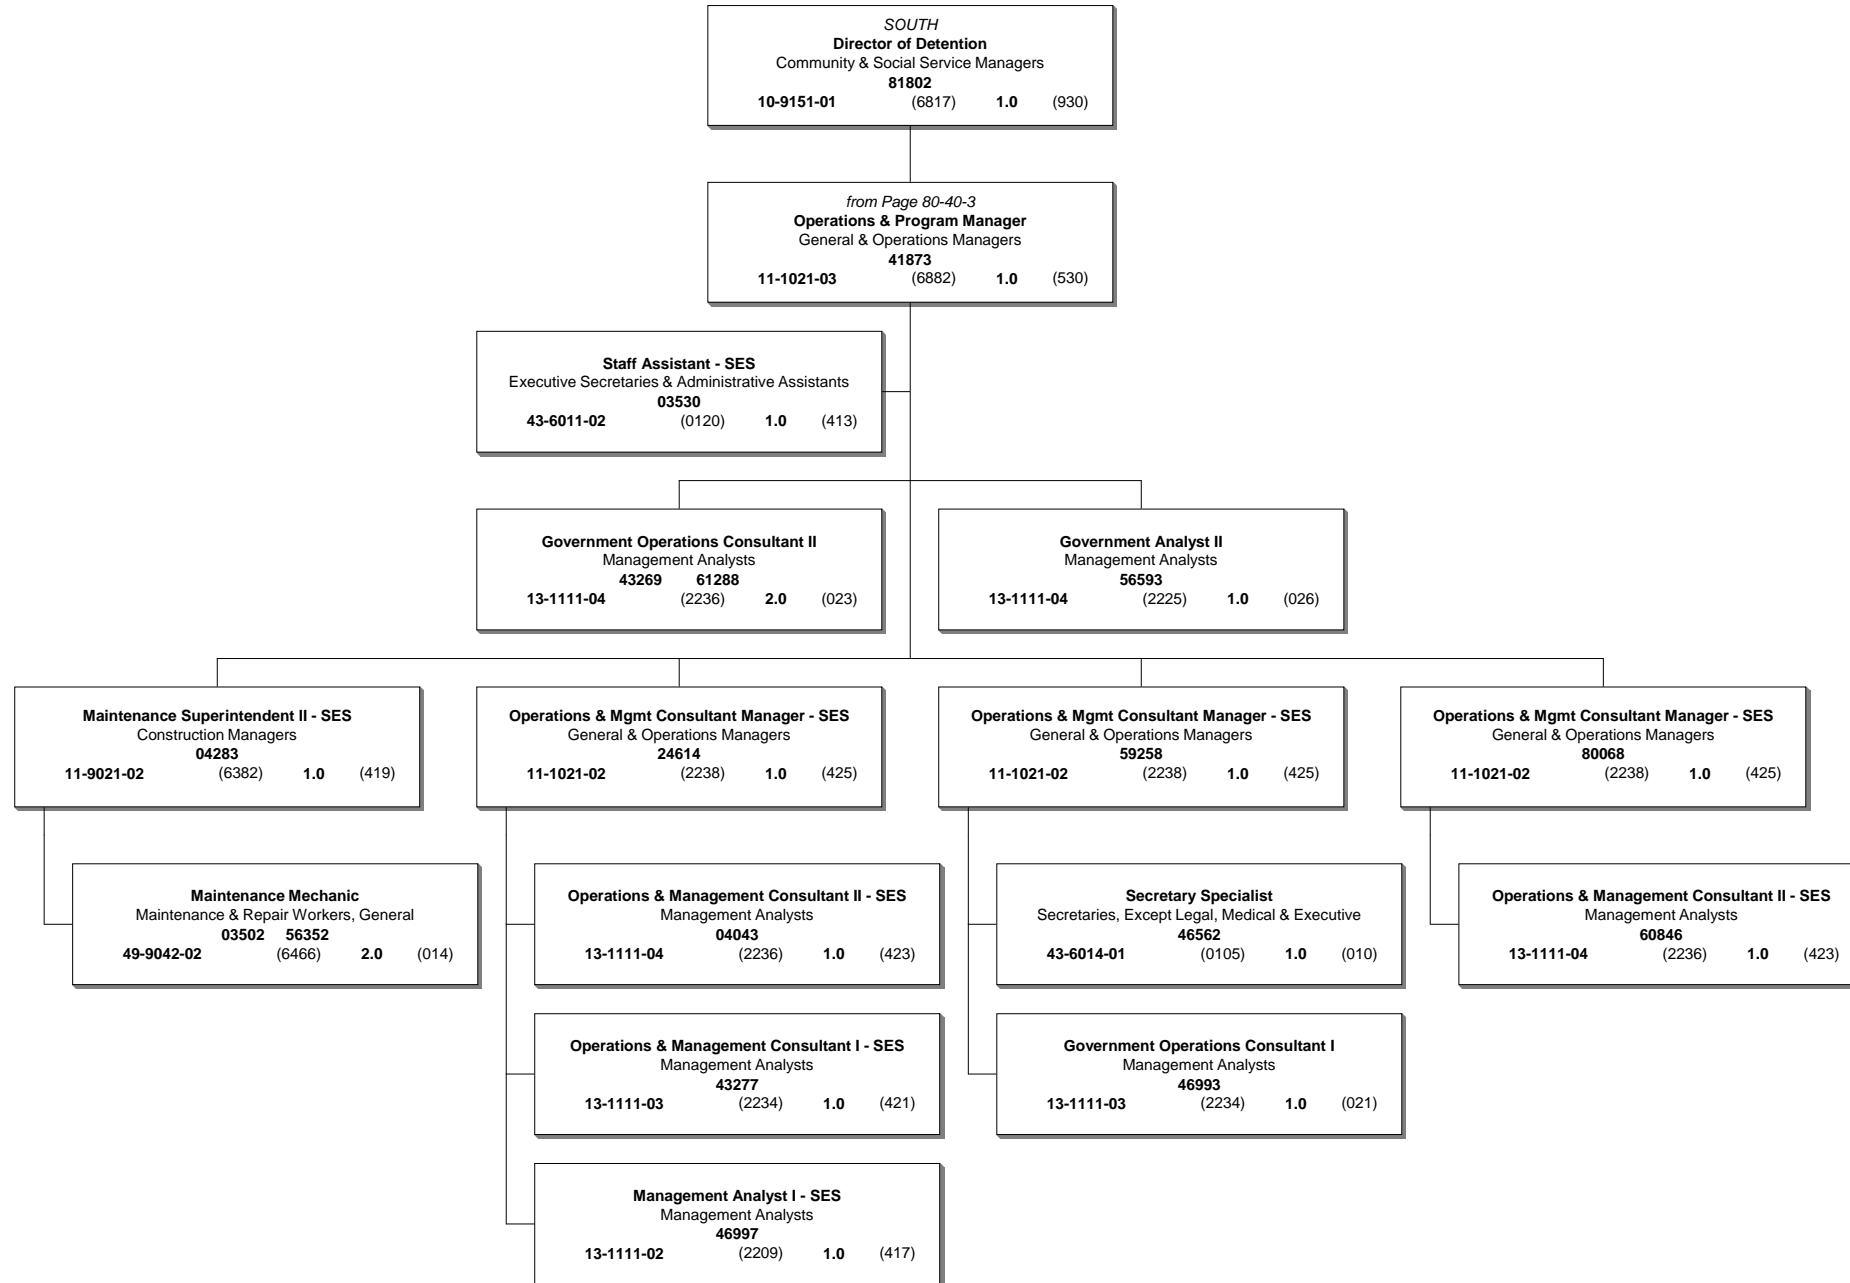 SOUTH
Director of Detention
Community & Social Service Managers
81802
10-9151-01 (6817) 1.0 (930)
from Page 80-40-3
Operations & Program Manager
General & Operations Managers
41873
11-1021-03 (6882) 1.0 (530)
Staff Assistant - SES
Executive Secretaries & Administrative Assistants
03530
43-6011-02 (0120) 1.0 (413)
Government Operations Consultant II
Management Analysts
43269 61288
13-1111-04 (2236) 2.0 (023)
Government Analyst II
Management Analysts
56593
13-1111-04 (2225) 1.0 (026)
Maintenance Superintendent II - SES
Construction Managers
04283
11-9021-02 (6382) 1.0 (419)
Operations & Mgmt Consultant Manager - SES
General & Operations Managers
24614
11-1021-02 (2238) 1.0 (425)
Operations & Mgmt Consultant Manager - SES
General & Operations Managers
59258
11-1021-02 (2238) 1.0 (425)
Operations & Mgmt Consultant Manager - SES
General & Operations Managers
80068
11-1021-02 (2238) 1.0 (425)
Maintenance Mechanic
Maintenance & Repair Workers, General
03502 56352
49-9042-02 (6466) 2.0 (014)
Operations & Management Consultant II - SES
Management Analysts
04043
13-1111-04 (2236) 1.0 (423)
Secretary Specialist
Secretaries, Except Legal, Medical & Executive
46562
43-6014-01 (0105) 1.0 (010)
Operations & Management Consultant II - SES
Management Analysts
60846
13-1111-04 (2236) 1.0 (423)
Operations & Management Consultant I - SES
Management Analysts
43277
13-1111-03 (2234) 1.0 (421)
Government Operations Consultant I
Management Analysts
46993
13-1111-03 (2234) 1.0 (021)
Management Analyst I - SES
Management Analysts
46997
13-1111-02 (2209) 1.0 (417)